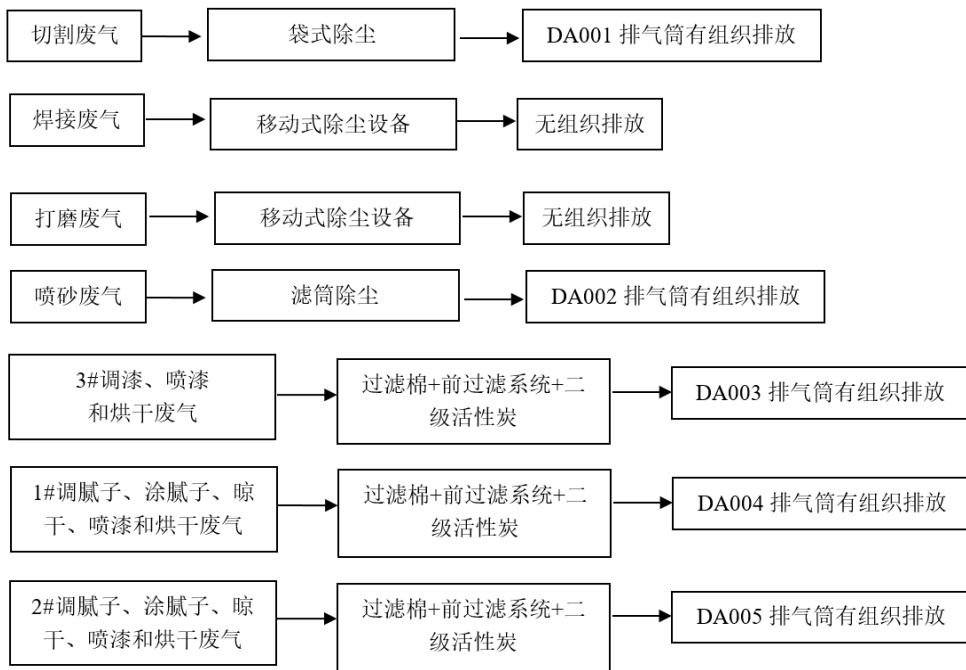 切割废气
袋式除尘
DA001 排气筒有组织排放
焊接废气
移动式除尘设备
无组织排放
打磨废气
移动式除尘设备
无组织排放
喷砂废气
滤筒除尘
DA002 排气筒有组织排放
3#调漆、喷漆
和烘干废气
过滤棉+前过滤系统+二
级活性炭
DA003 排气筒有组织排放
1#调腻子、涂腻子、晾
干、喷漆和烘干废气
过滤棉+前过滤系统+二
级活性炭
DA004 排气筒有组织排放
2#调腻子、涂腻子、晾
干、喷漆和烘干废气
过滤棉+前过滤系统+二
级活性炭
DA005 排气筒有组织排放